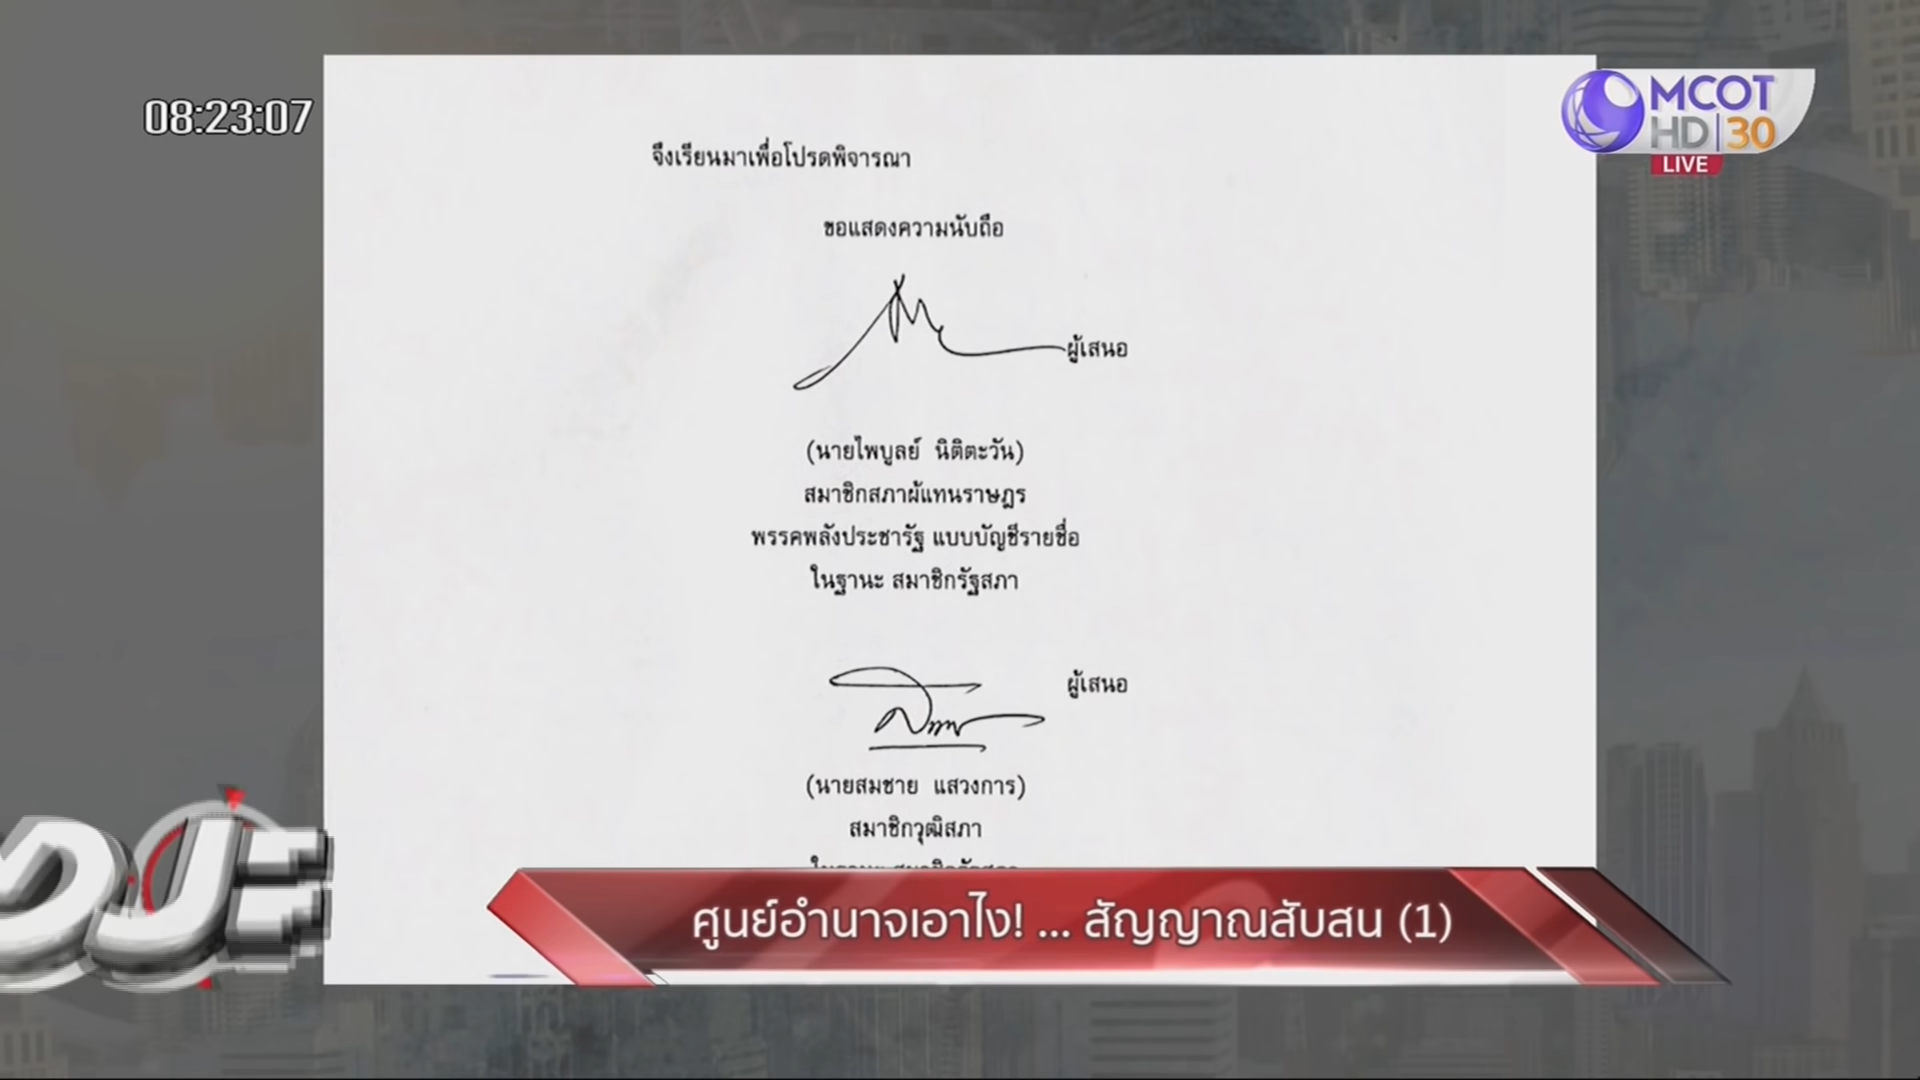 08:23:07
MCOT
HD 30
LIVE
จึงเรียนมาเพื่อโปรดพิจารณา
ขอแสดงความนับถือ
ผู้เสนอ
(นายไพบูลย์ นิติตะวัน)
สมาชิกสภาผู้แทนราษฎร
พรรคพลังประชารัฐ แบบบัญชีรายชื่อ
ในฐานะ สมาชิกรัฐสภา
ผู้เสนอ
(นายสมชาย แสวงการ)
สมาชิกวุฒิสภา
ศูนย์อำนาจเอาไง! ... สัญญาณสับสน (1)